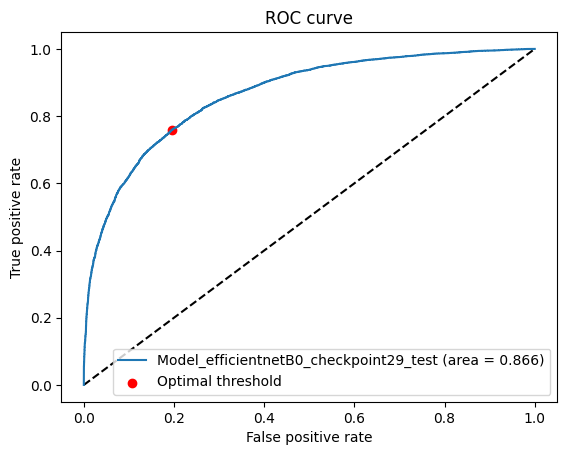 ROC curve
1.0
0.8
0.6
0.4
0.2
0.0
True positive rate
Model_efficientnetB0_checkpoint29_test (area = 0.866)
Optimal threshold
0.0 0.2 0.4 0.6 0.8 1.0
False positive rate